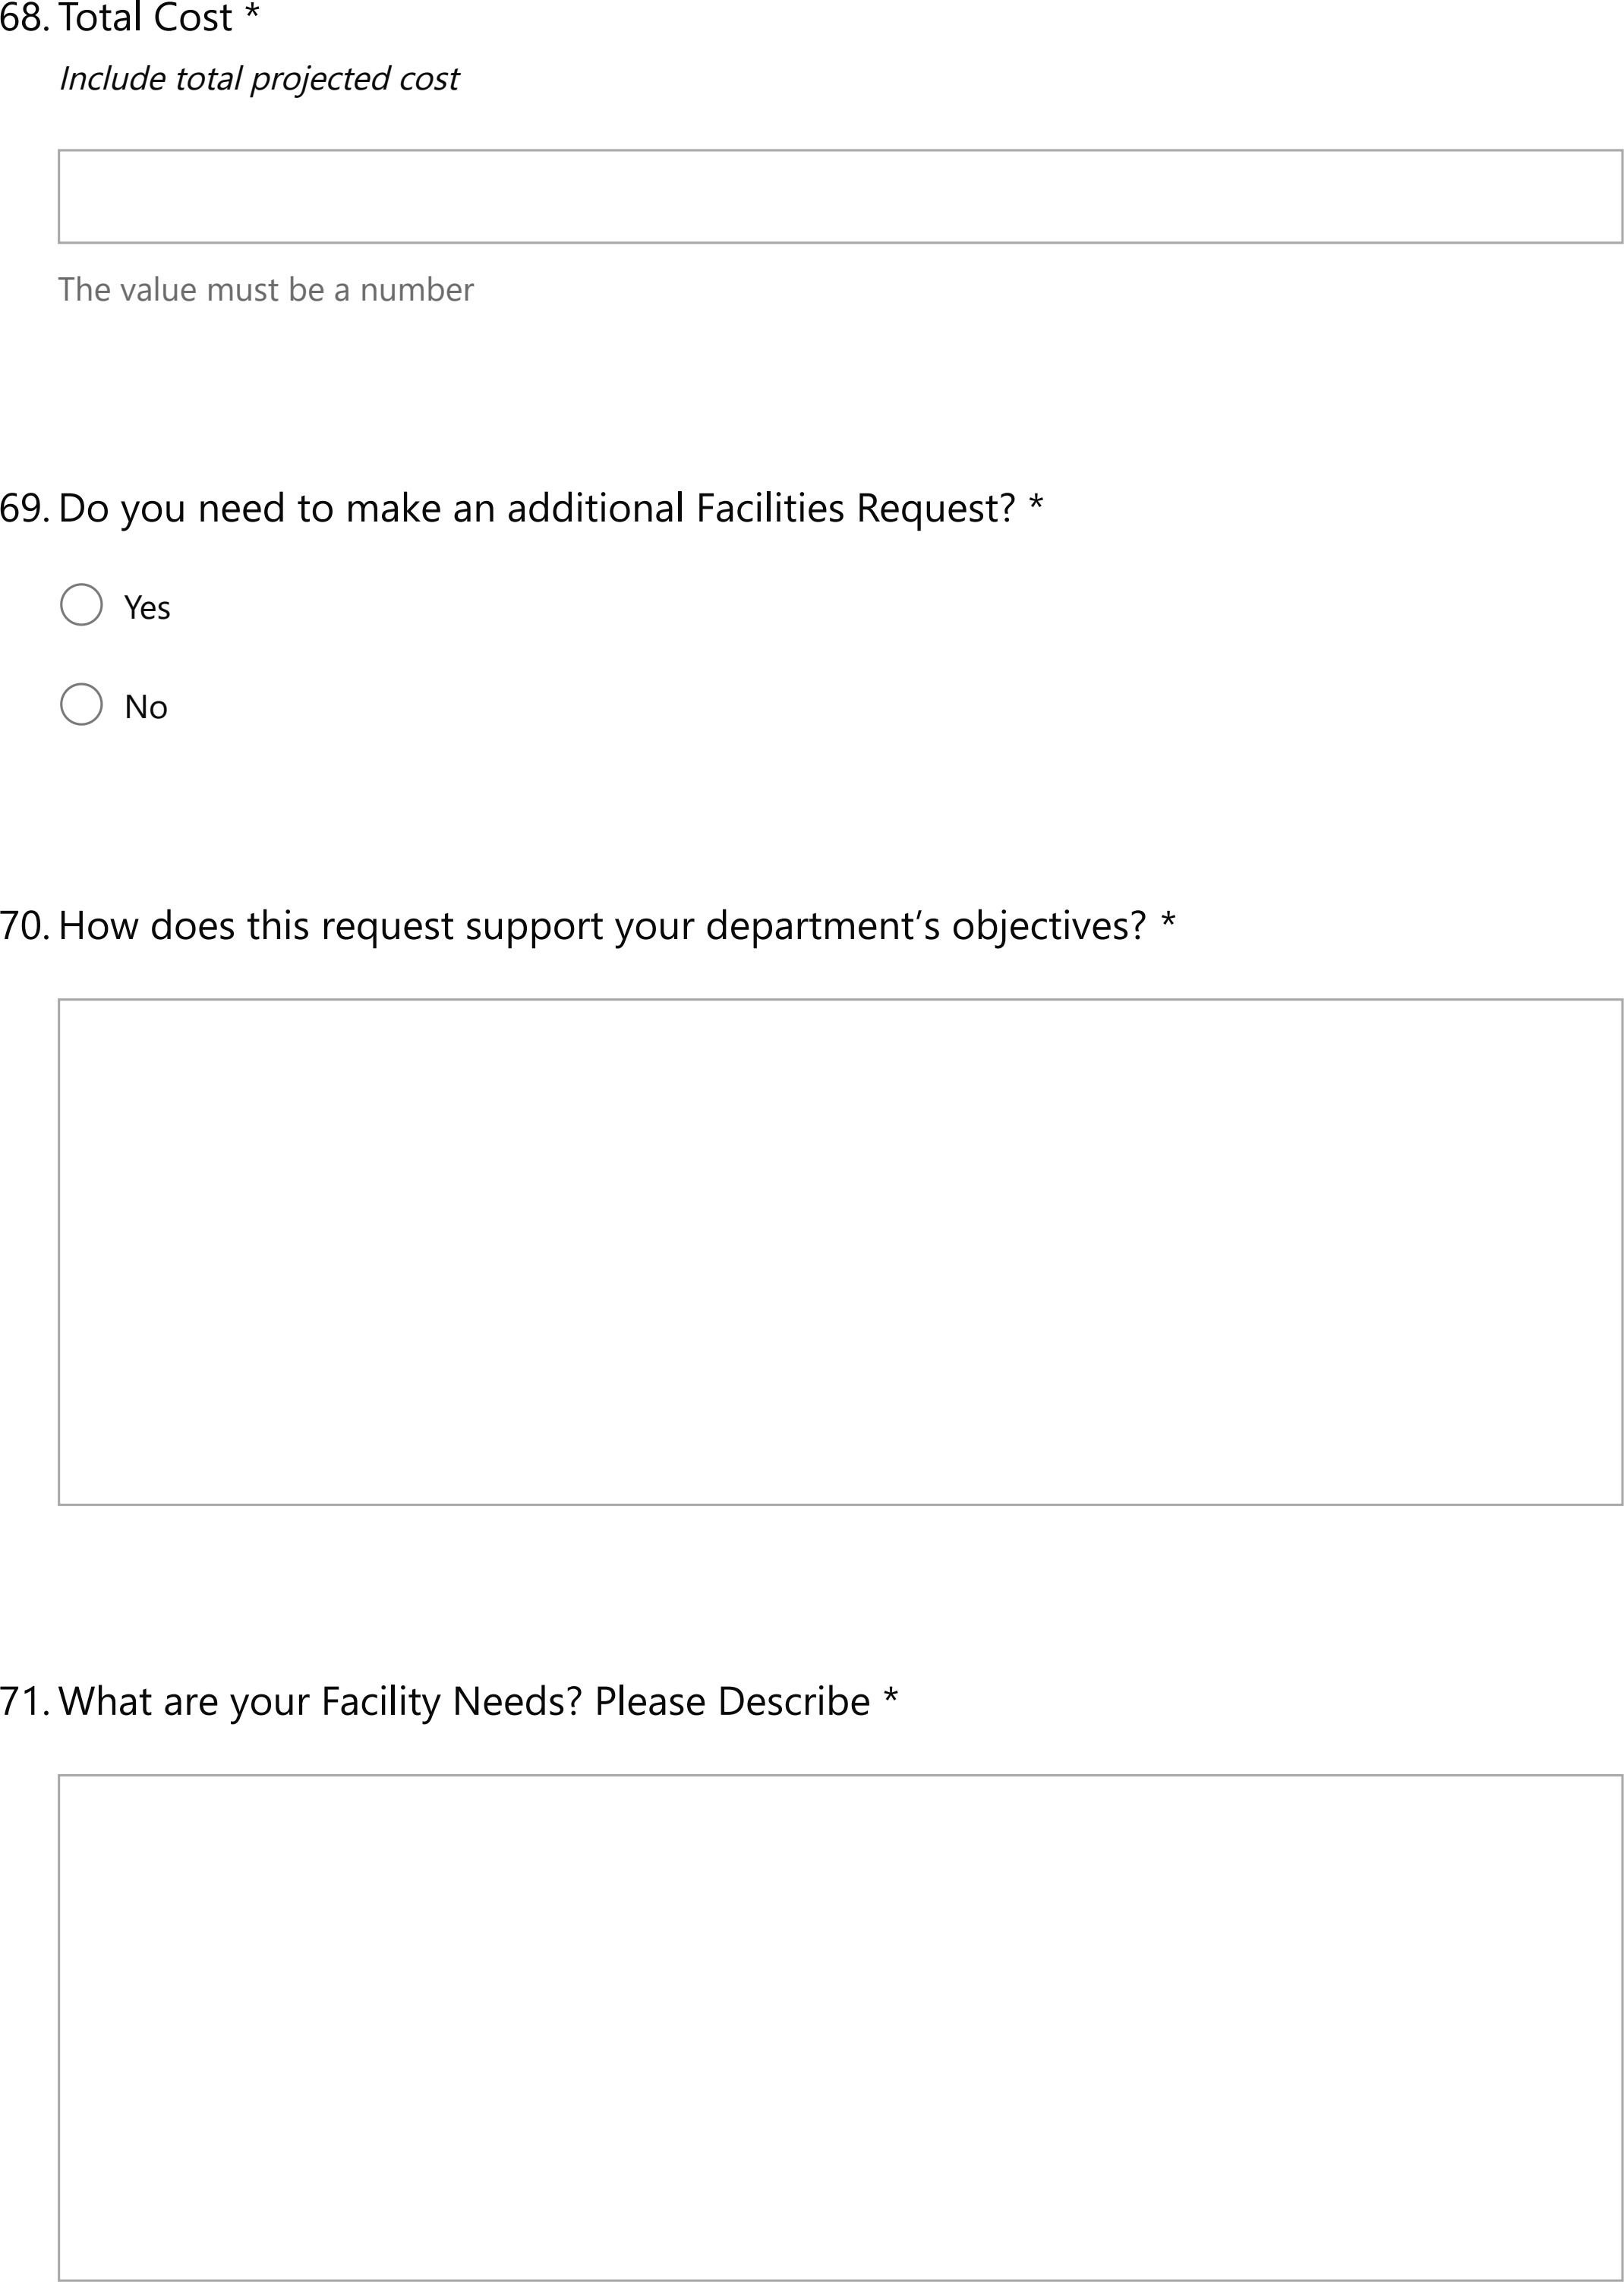 68. Total Cost *
Include total projected cost
The value must be a number
69. Do you need to make an additional Facilities Request? *
Yes
No
70. How does this request support your department’s objectives? *
71. What are your Facility Needs? Please Describe *